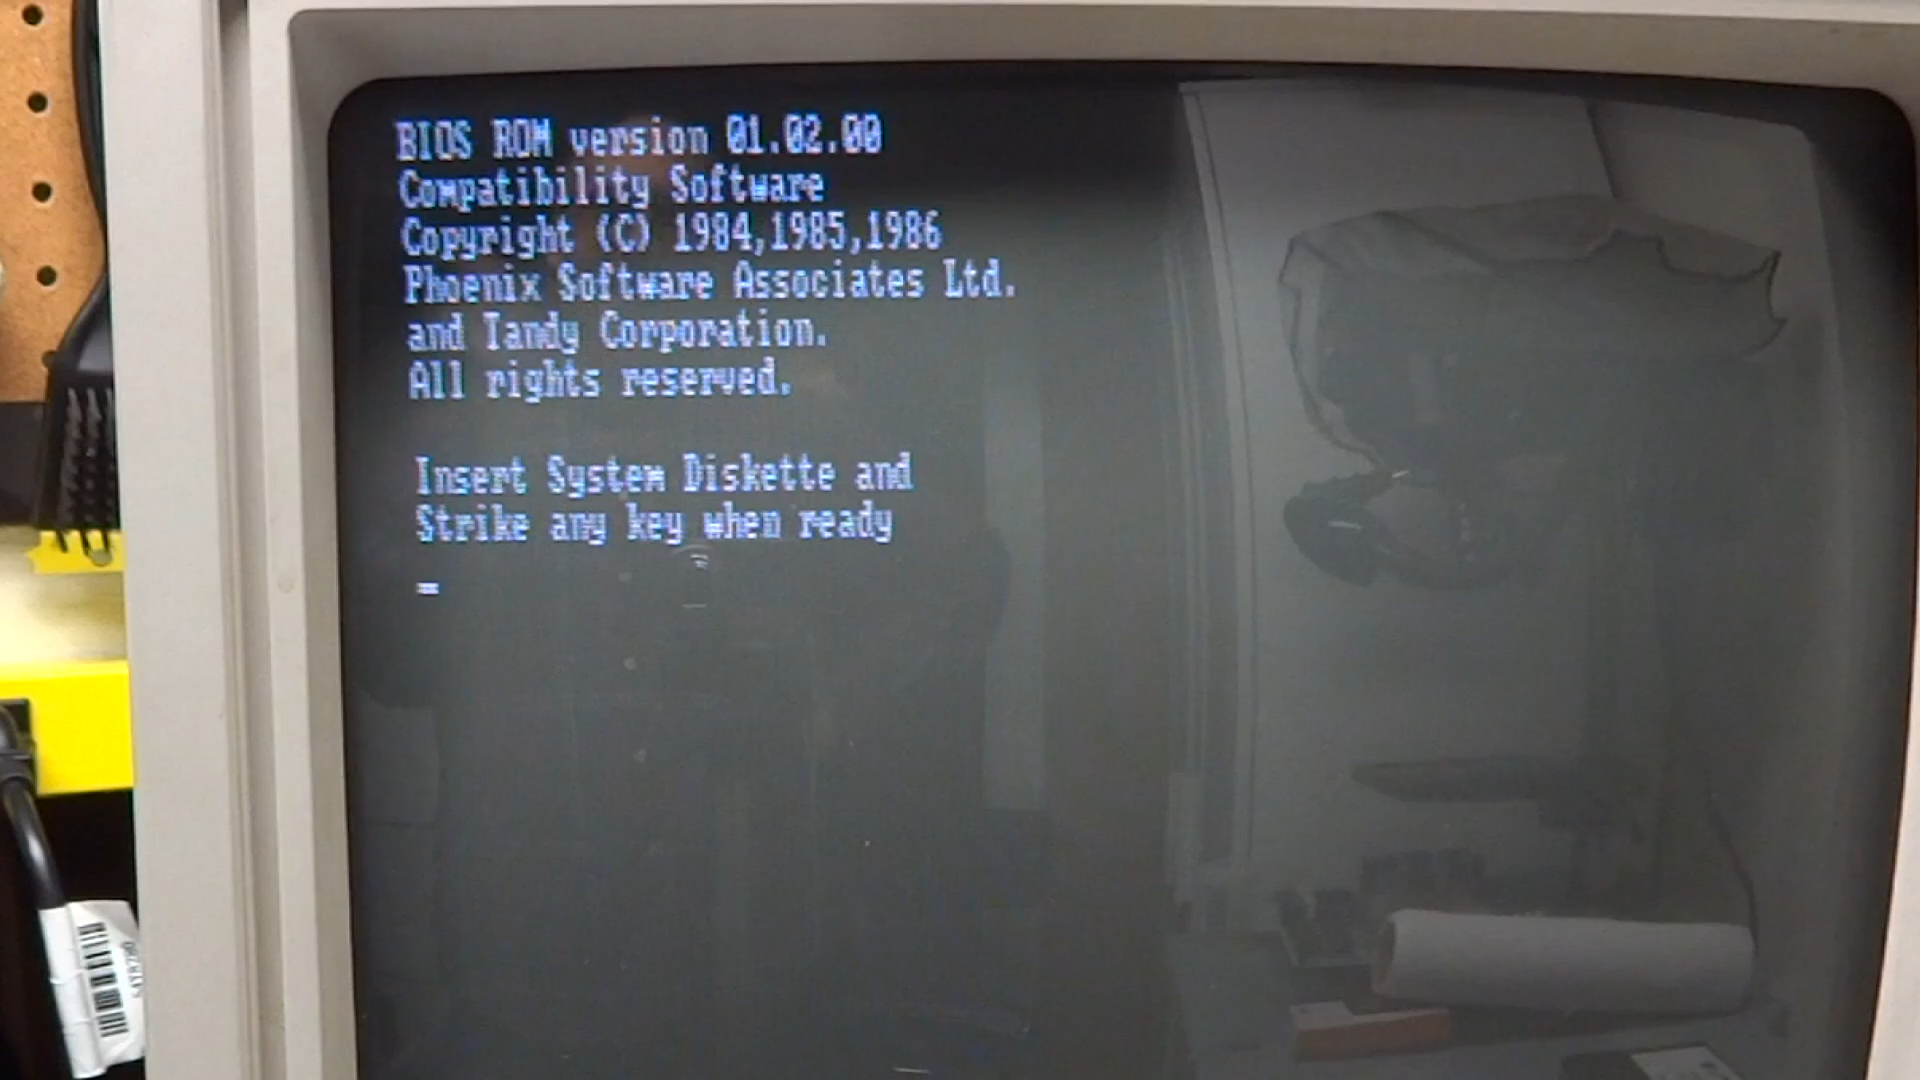 BIOS ROM version 01.02.00
Compatibility Software
Copyright (C) 1984,1985,1986
Phoenix Software Associates Ltd.
and Tandy Corporation.
All rights reserved.
Insert System Diskette and
Strike any key when ready